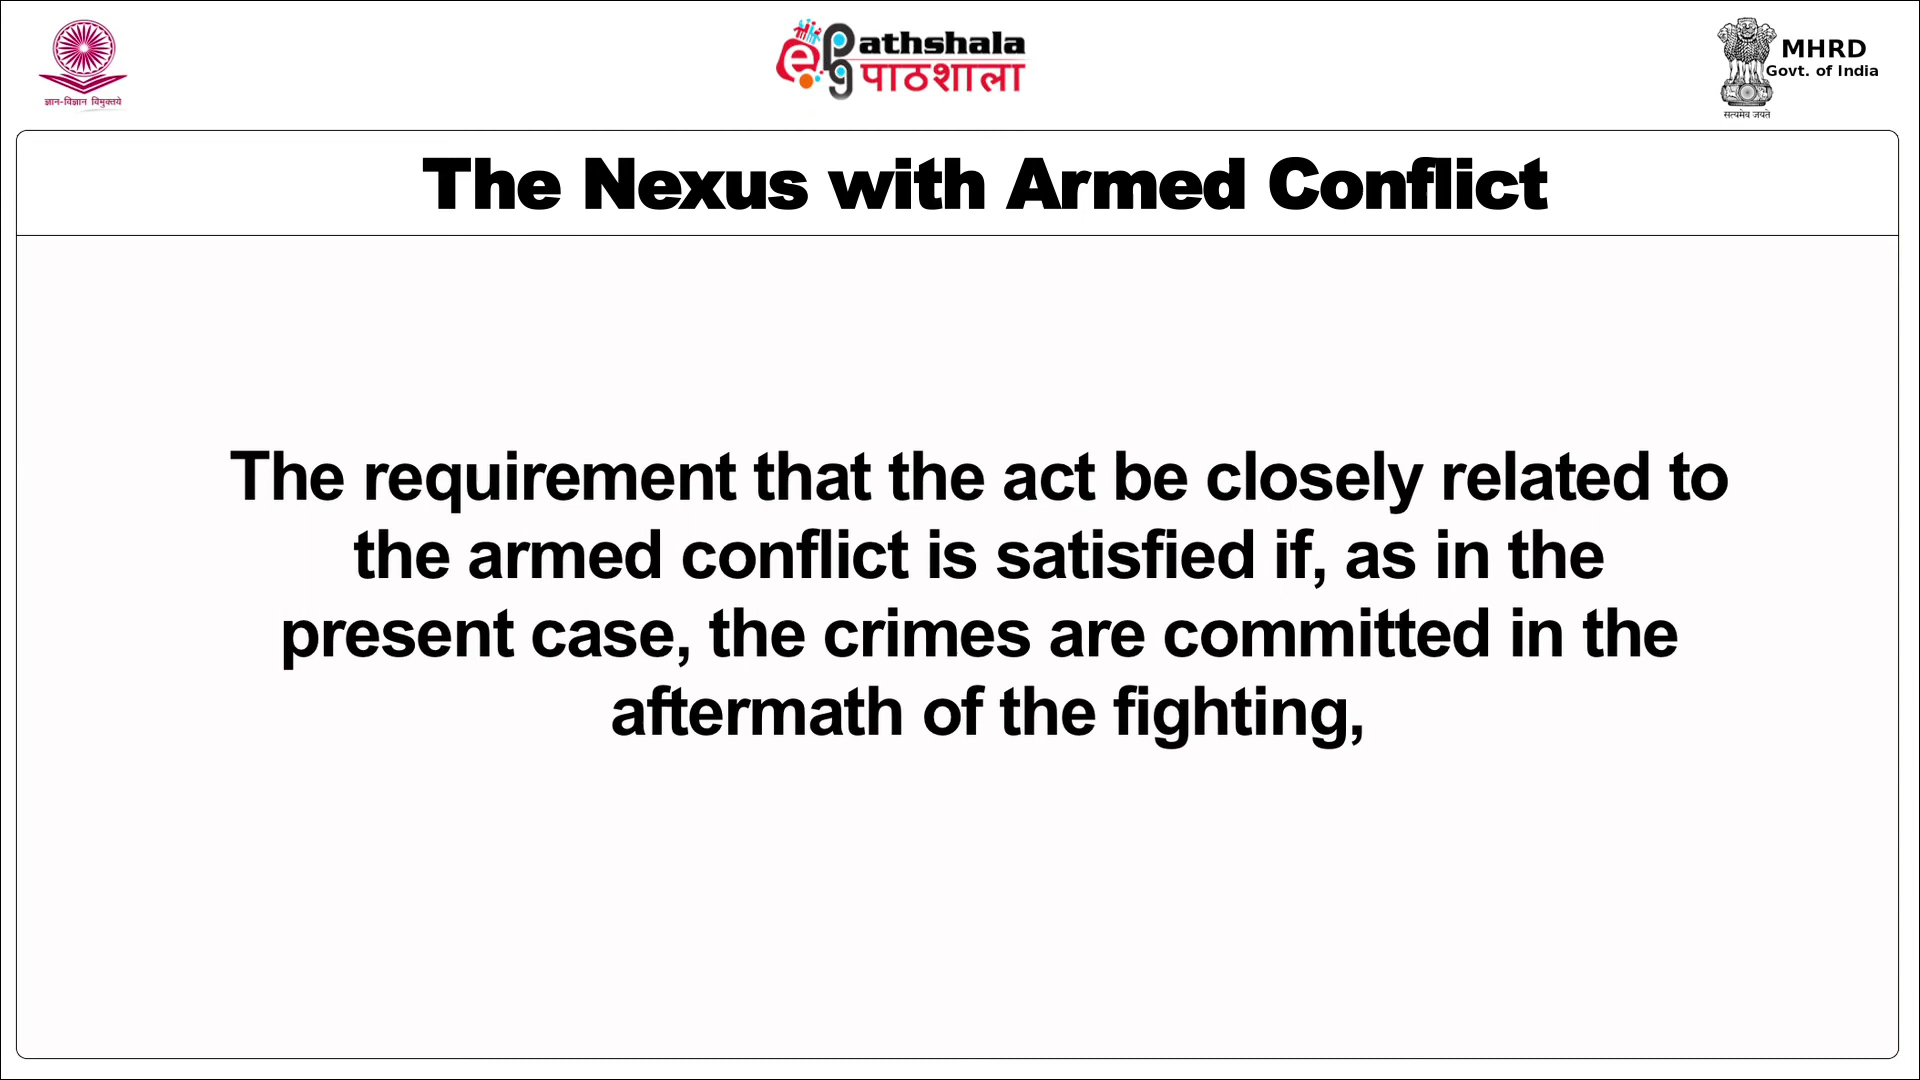 ज्ञान-विज्ञान विमुक्तये
epgathshala
पाठशाला
MHRD
Govt. of India
सत्यमेव जयते
The Nexus with Armed Conflict
The requirement that the act be closely related to
the armed conflict is satisfied if, as in the
present case, the crimes are committed in the
aftermath of the fighting,